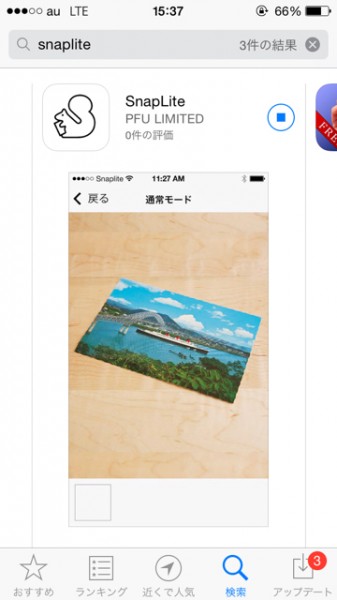 au LTE 15:37 66%
snaplite 3件の結果
SnapLite
PFU LIMITED
0件の評価
FREE
Snaplite 11:27 AM
戻る 通常モード
3
おすすめ ランキング 近くで人気 検索 アップデート